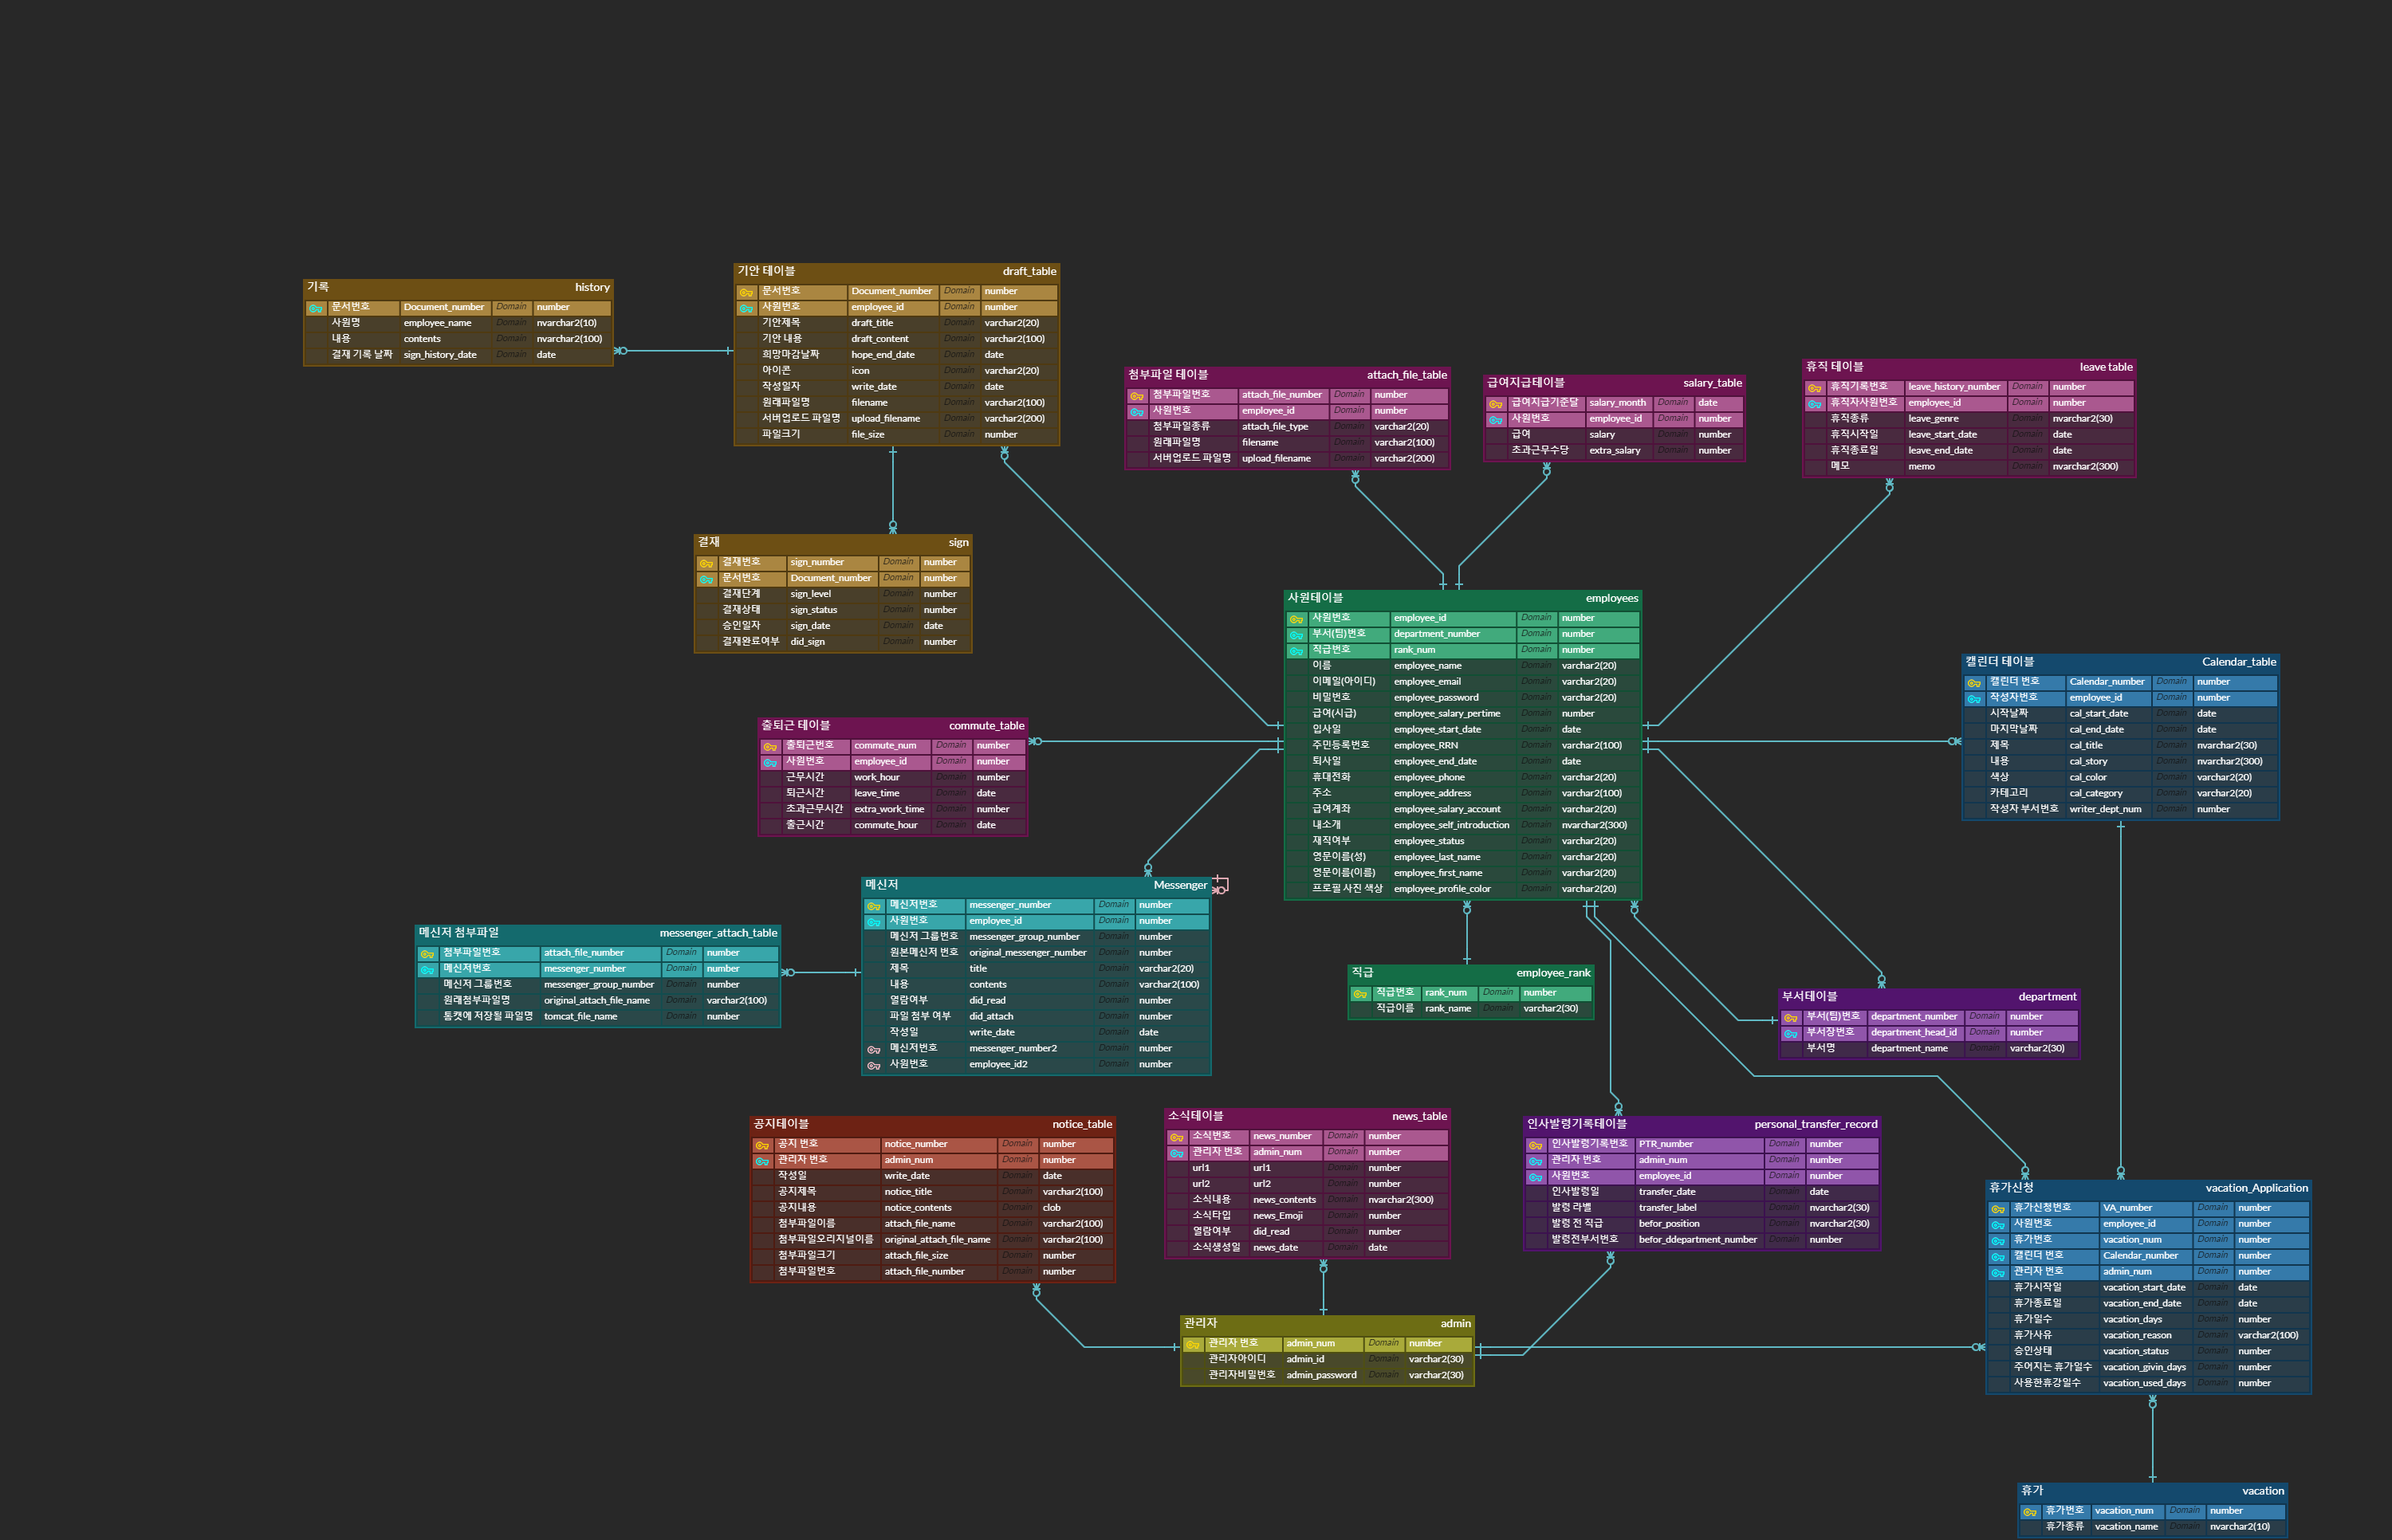 기록 history
문서번호 Document_number Domain number
사원명 employee_name Domain nvarchar2(10)
내용 contents Domain nvarchar2(100)
결재 기록 날짜 sign_history_date Domain date
기안 테이블 draft_table
문서번호 Document_number Domain number
사원번호 employee_id Domain number
기안제목 draft_title Domain varchar2(20)
기안 내용 draft_content Domain varchar2(100)
희망마감날짜 hope_end_date Domain date
아이콘 icon Domain varchar2(20)
작성일자 write_date Domain date
원래파일명 filename Domain varchar2(100)
서버업로드 파일명 upload_filename Domain varchar2(200)
파일크기 file_size Domain number
첨부파일 테이블 attach_file_table
첨부파일번호 attach_file_number Domain number
사원번호 employee_id Domain number
첨부파일종류 attach_file_type Domain varchar2(20)
원래파일명 filename Domain varchar2(100)
서버업로드 파일명 upload_filename Domain varchar2(200)
급여지급테이블 salary_table
급여지급기준달 salary_month Domain date
사원번호 employee_id Domain number
급여 salary Domain number
초과근무수당 extra_salary Domain number
휴직 테이블 leave table
휴직기록번호 leave_history_number Domain number
휴직자사원번호 employee_id Domain number
휴직종류 leave_genre Domain nvarchar2(30)
휴직시작일 leave_start_date Domain date
휴직종료일 leave_end_date Domain date
메모 memo Domain nvarchar2(300)
결재 sign
결재번호 sign_number Domain number
문서번호 Document_number Domain number
결재단계 sign_level Domain number
결재상태 sign_status Domain number
승인일자 sign_date Domain date
결재완료여부 did_sign Domain number
사원테이블 employees
사원번호 employee_id Domain number
부서(팀)번호 department_number Domain number
직급번호 rank_num Domain number
이름 employee_name Domain varchar2(20)
이메일(아이디) employee_email Domain varchar2(20)
비밀번호 employee_password Domain varchar2(20)
급여(시급) employee_salary_pertime Domain number
입사일 employee_start_date Domain date
주민등록번호 employee_RRN Domain varchar2(100)
퇴사일 employee_end_date Domain date
휴대전화 employee_phone Domain varchar2(20)
주소 employee_address Domain varchar2(100)
급여계좌 employee_salary_account Domain varchar2(20)
내소개 employee_self_introduction Domain nvarchar2(300)
재직여부 employee_status Domain varchar2(20)
영문이름(성) employee_last_name Domain varchar2(20)
영문이름(이름) employee_first_name Domain varchar2(20)
프로필 사진 색상 employee_profile_color Domain varchar2(20)
캘린더 테이블 Calendar_table
캘린더 번호 Calendar_number Domain number
작성자번호 employee_id Domain number
시작날짜 cal_start_date Domain date
마지막날짜 cal_end_date Domain date
제목 cal_title Domain nvarchar2(30)
내용 cal_story Domain nvarchar2(300)
색상 cal_color Domain varchar2(20)
카테고리 cal_category Domain varchar2(20)
작성자 부서번호 writer_dept_num Domain number
출퇴근 테이블 commute_table
출퇴근번호 commute_num Domain number
사원번호 employee_id Domain number
근무시간 work_hour Domain number
퇴근시간 leave_time Domain date
초과근무시간 extra_work_time Domain number
출근시간 commute_hour Domain date
메신저 Messenger
메신저번호 messenger_number Domain number
사원번호 employee_id Domain number
메신저 그룹번호 messenger_group_number Domain number
원본메신저 번호 original_messenger_number Domain number
제목 title Domain varchar2(20)
내용 contents Domain varchar2(100)
열람여부 did_read Domain number
파일 첨부 여부 did_attach Domain number
작성일 write_date Domain date
메신저번호 messenger_number2 Domain number
사원번호 employee_id2 Domain number
메신저 첨부파일 messenger_attach_table
첨부파일번호 attach_file_number Domain number
메신저번호 messenger_number Domain number
메신저 그룹번호 messenger_group_number Domain number
원래첨부파일명 original_attach_file_name Domain varchar2(100)
톰캣에 저장될 파일명 tomcat_file_name Domain number
직급 employee_rank
직급번호 rank_num Domain number
직급이름 rank_name Domain varchar2(30)
부서테이블 department
부서(팀)번호 department_number Domain number
부서장번호 department_head_id Domain number
부서명 department_name Domain varchar2(30)
공지테이블 notice_table
공지 번호 notice_number Domain number
관리자 번호 admin_num Domain number
작성일 write_date Domain date
공지제목 notice_title Domain varchar2(100)
공지내용 notice_contents Domain clob
첨부파일이름 attach_file_name Domain varchar2(100)
첨부파일오리지널이름 original_attach_file_name Domain varchar2(100)
첨부파일크기 attach_file_size Domain number
첨부파일번호 attach_file_number Domain number
소식테이블 news_table
소식번호 news_number Domain number
관리자 번호 admin_num Domain number
url1 url1 Domain number
url2 url2 Domain number
소식내용 news_contents Domain nvarchar2(300)
소식타입 news_Emoji Domain number
열람여부 did_read Domain number
소식생성일 news_date Domain date
인사발령기록테이블 personal_transfer_record
인사발령기록번호 PTR_number Domain number
관리자 번호 admin_num Domain number
사원번호 employee_id Domain number
인사발령일 transfer_date Domain date
발령 라벨 transfer_label Domain nvarchar2(30)
발령 전 직급 befor_position Domain nvarchar2(30)
발령전부서번호 befor_ddepartment_number Domain number
휴가신청 vacation_Application
휴가신청번호 VA_number Domain number
사원번호 employee_id Domain number
휴가번호 vacation_num Domain number
캘린더 번호 Calendar_number Domain number
관리자 번호 admin_num Domain number
휴가시작일 vacation_start_date Domain date
휴가종료일 vacation_end_date Domain date
휴가일수 vacation_days Domain number
휴가사유 vacation_reason Domain varchar2(100)
승인상태 vacation_status Domain number
주어지는 휴가일수 vacation_givin_days Domain number
사용한휴강일수 vacation_used_days Domain number
관리자 admin
관리자 번호 admin_num Domain number
관리자아이디 admin_id Domain varchar2(30)
관리자비밀번호 admin_password Domain varchar2(30)
휴가 vacation
휴가번호 vacation_num Domain number
휴가종류 vacation_name Domain nvarchar2(10)